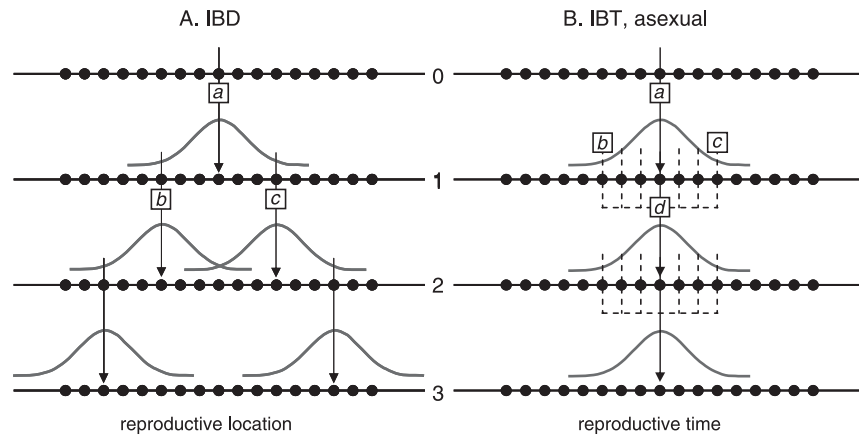 A. IBD
B. IBT, asexual
0
a
a
b
c
1
b
c
d
2
3
reproductive location
reproductive time